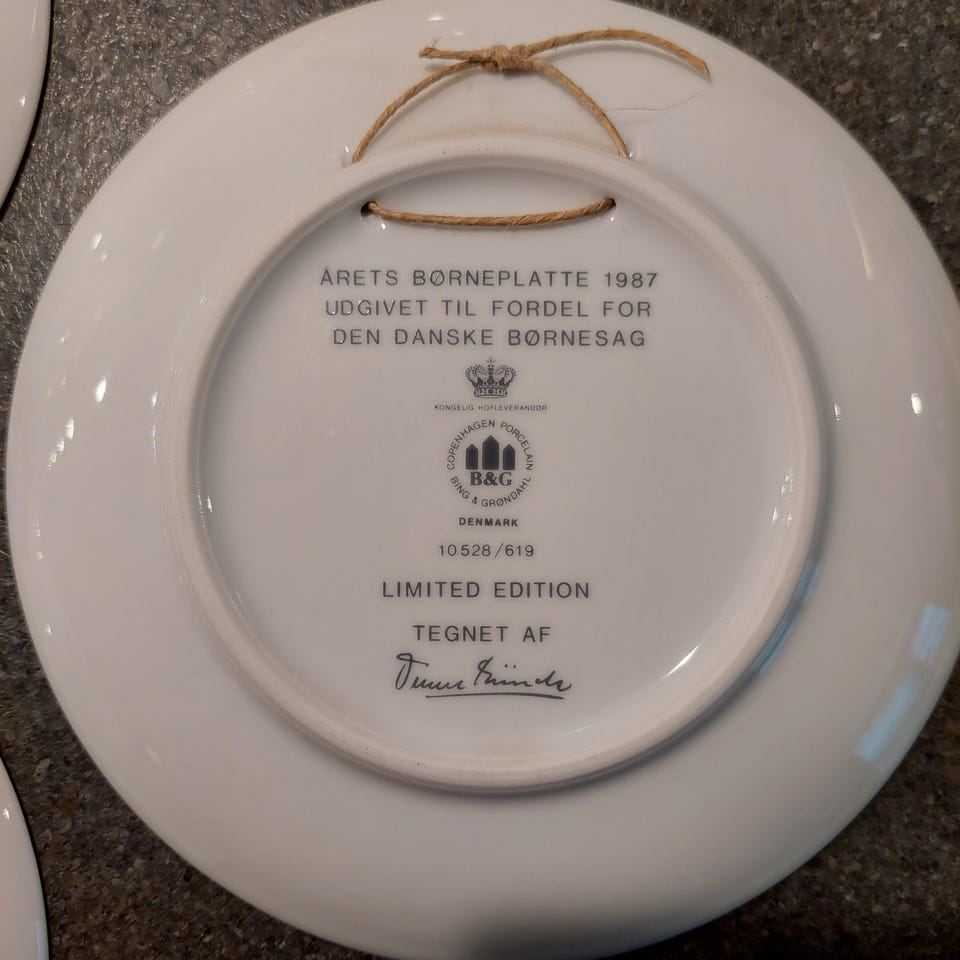 ÅRETS BØRNEPLATTE 1987
UDGIVET TIL FORDEL FOR
DEN DANSKE BØRNESAG
KONGELIG HOFLEVERANDØR
COPENHAGEN PORCELAIN
B&G
BING & GRØNDAHL
DENMARK
10528/619
LIMITED EDITION
TEGNET AF